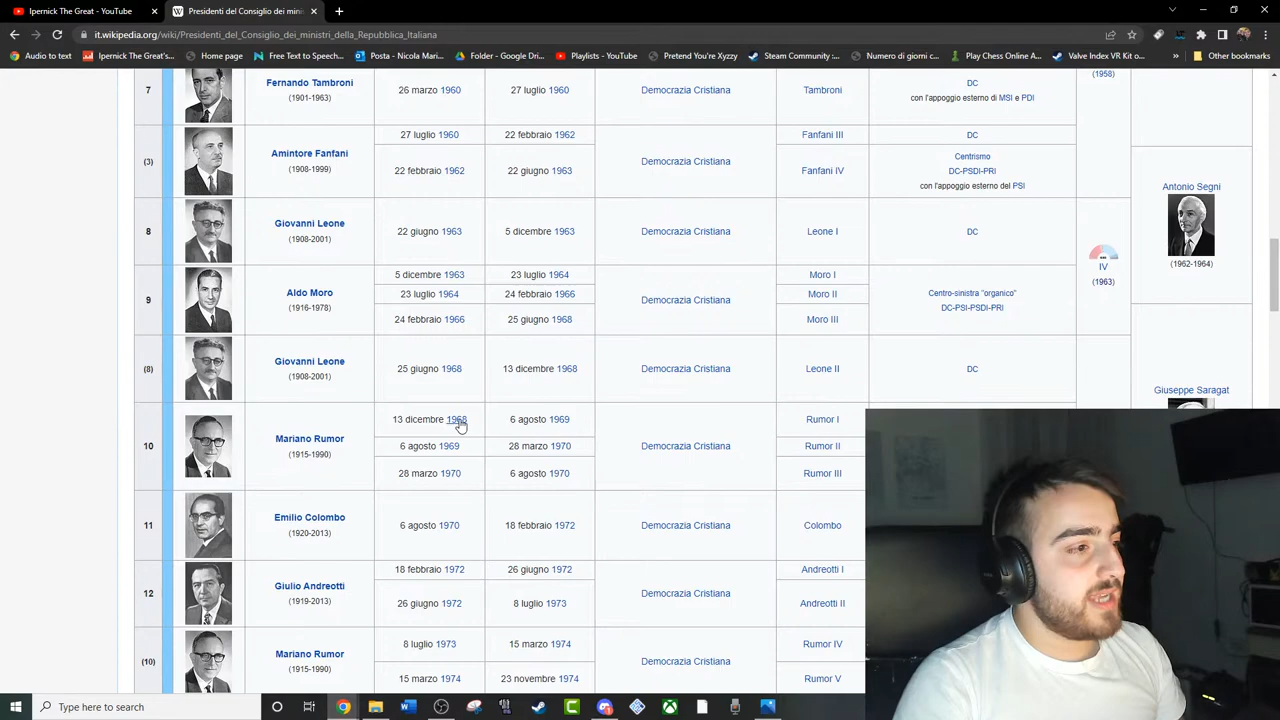 Ipernick The Great - YouTube
Presidenti del Consiglio dei mini
it.wikipedia.org/wiki/Presidenti_del_Consiglio_dei_ministri_della_Repubblica_Italiana
Audio to text
Ipernick The Great's...
Home page
Free Text to Speech...
Posta - Nicola Mari...
Folder - Google Dri...
Playlists - YouTube
Pretend You're Xyzzy
Steam Community :...
Numero di giorni c...
Play Chess Online A...
Valve Index VR Kit o...
»
Other bookmarks
7
Fernando Tambroni
(1901-1963)
26 marzo 1960
27 luglio 1960
Democrazia Cristiana
Tambroni
DC
con l'appoggio esterno di MSI e PDI
(1958)
(3)
Amintore Fanfani
(1908-1999)
27 luglio 1960
22 febbraio 1962
Democrazia Cristiana
Fanfani III
DC
22 febbraio 1962
22 giugno 1963
Fanfani IV
Centrismo
DC-PSDI-PRI
con l'appoggio esterno del PSI
Antonio Segni
(1962-1964)
8
Giovanni Leone
(1908-2001)
22 giugno 1963
5 dicembre 1963
Democrazia Cristiana
Leone I
DC
IV
(1963)
9
Aldo Moro
(1916-1978)
5 dicembre 1963
23 luglio 1964
Democrazia Cristiana
Moro I
23 luglio 1964
24 febbraio 1966
Moro II
24 febbraio 1966
25 giugno 1968
Moro III
Centro-sinistra "organico"
DC-PSI-PSDI-PRI
(8)
Giovanni Leone
(1908-2001)
25 giugno 1968
13 dicembre 1968
Democrazia Cristiana
Leone II
DC
Giuseppe Saragat
10
Mariano Rumor
(1915-1990)
13 dicembre 1968
6 agosto 1969
Democrazia Cristiana
Rumor I
6 agosto 1969
28 marzo 1970
Rumor II
28 marzo 1970
6 agosto 1970
Rumor III
11
Emilio Colombo
(1920-2013)
6 agosto 1970
18 febbraio 1972
Democrazia Cristiana
Colombo
12
Giulio Andreotti
(1919-2013)
18 febbraio 1972
26 giugno 1972
Democrazia Cristiana
Andreotti I
26 giugno 1972
8 luglio 1973
Andreotti II
(10)
Mariano Rumor
(1915-1990)
8 luglio 1973
15 marzo 1974
Democrazia Cristiana
Rumor IV
15 marzo 1974
23 novembre 1974
Rumor V
Type here to search